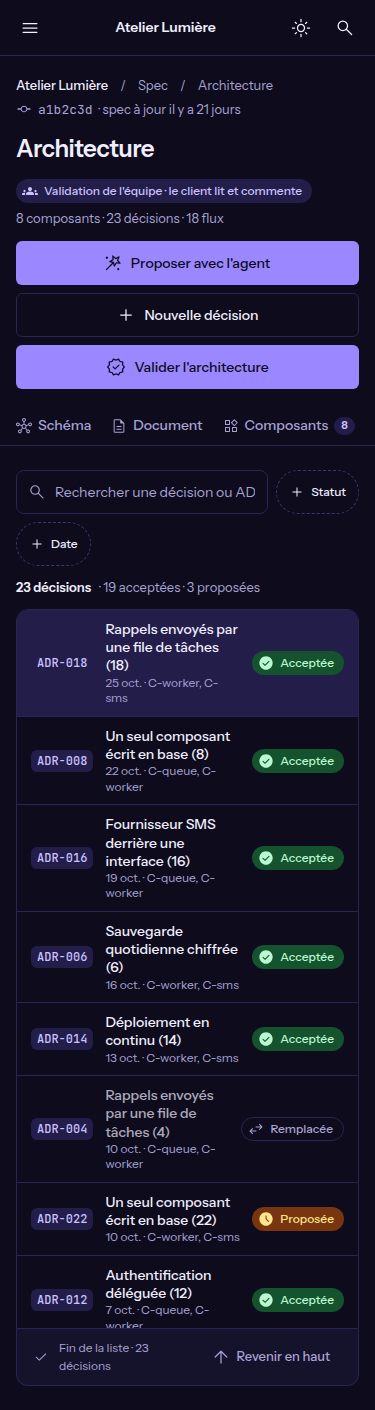 Atelier Lumière
Atelier Lumière / Spec / Architecture
a1b2c3d · spec à jour il y a 21 jours
Architecture
Validation de l'équipe · le client lit et commente
8 composants · 23 décisions · 18 flux
Proposer avec l'agent
Nouvelle décision
Valider l'architecture
Schéma Document Composants 8
Rechercher une décision ou AD
Statut
Date
23 décisions · 19 acceptées · 3 proposées
ADR-018
Rappels envoyés par
une file de tâches
(18)
25 oct. · C-worker, C-
sms
Acceptée
ADR-008
Un seul composant
écrit en base (8)
22 oct. · C-queue, C-
worker
Acceptée
ADR-016
Fournisseur SMS
derrière une
interface (16)
19 oct. · C-queue, C-
worker
Acceptée
ADR-006
Sauvegarde
quotidienne chiffrée
(6)
16 oct. · C-worker, C-sms
Acceptée
ADR-014
Déploiement en
continu (14)
13 oct. · C-worker, C-sms
Acceptée
ADR-004
Rappels envoyés
par une file de
tâches (4)
10 oct. · C-queue, C-
worker
Remplacée
ADR-022
Un seul composant
écrit en base (22)
10 oct. · C-worker, C-sms
Proposée
ADR-012
Authentification
déléguée (12)
7 oct. · C-queue, C-
worker
Acceptée
Fin de la liste · 23
décisions
Revenir en haut